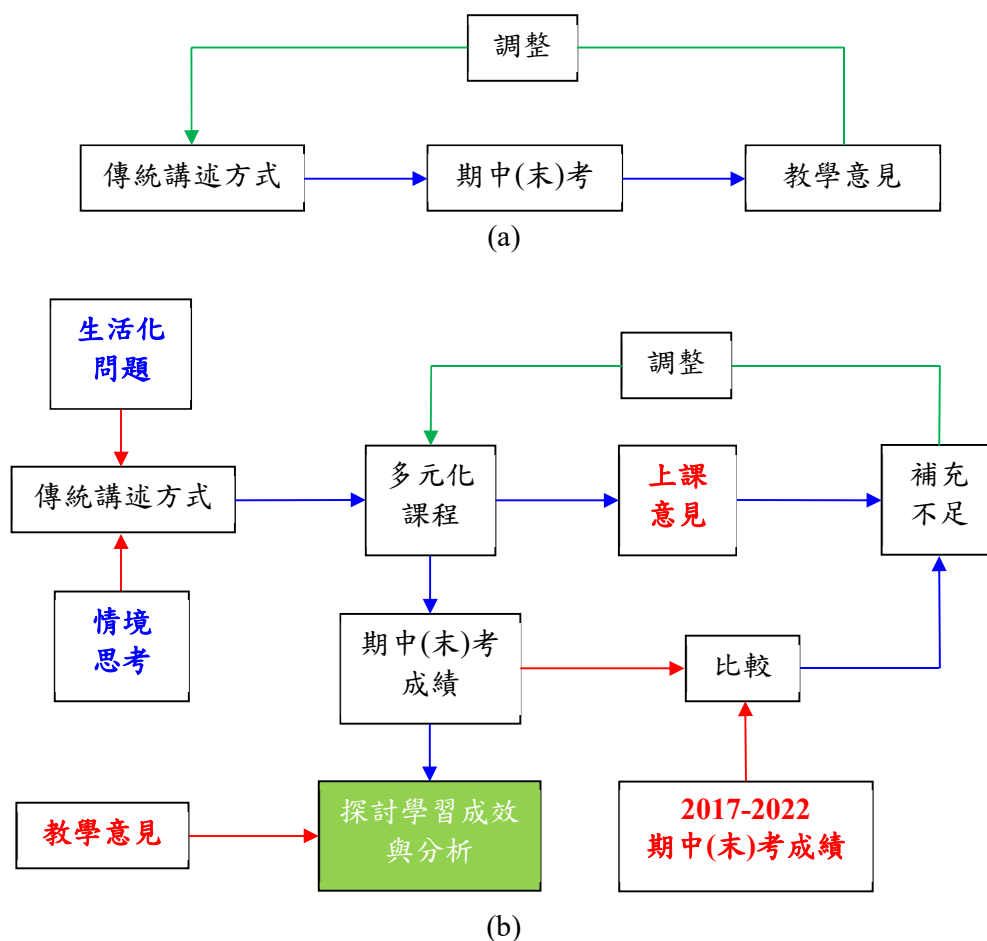 調整
傳統講述方式
期中(末)考
教學意見
(a)
生活化
問題
調整
傳統講述方式
多元化
課程
上課
意見
補充
不足
情境
思考
期中(末)考
成績
比較
教學意見
探討學習成效
與分析
2017-2022
期中(末)考成績
(b)